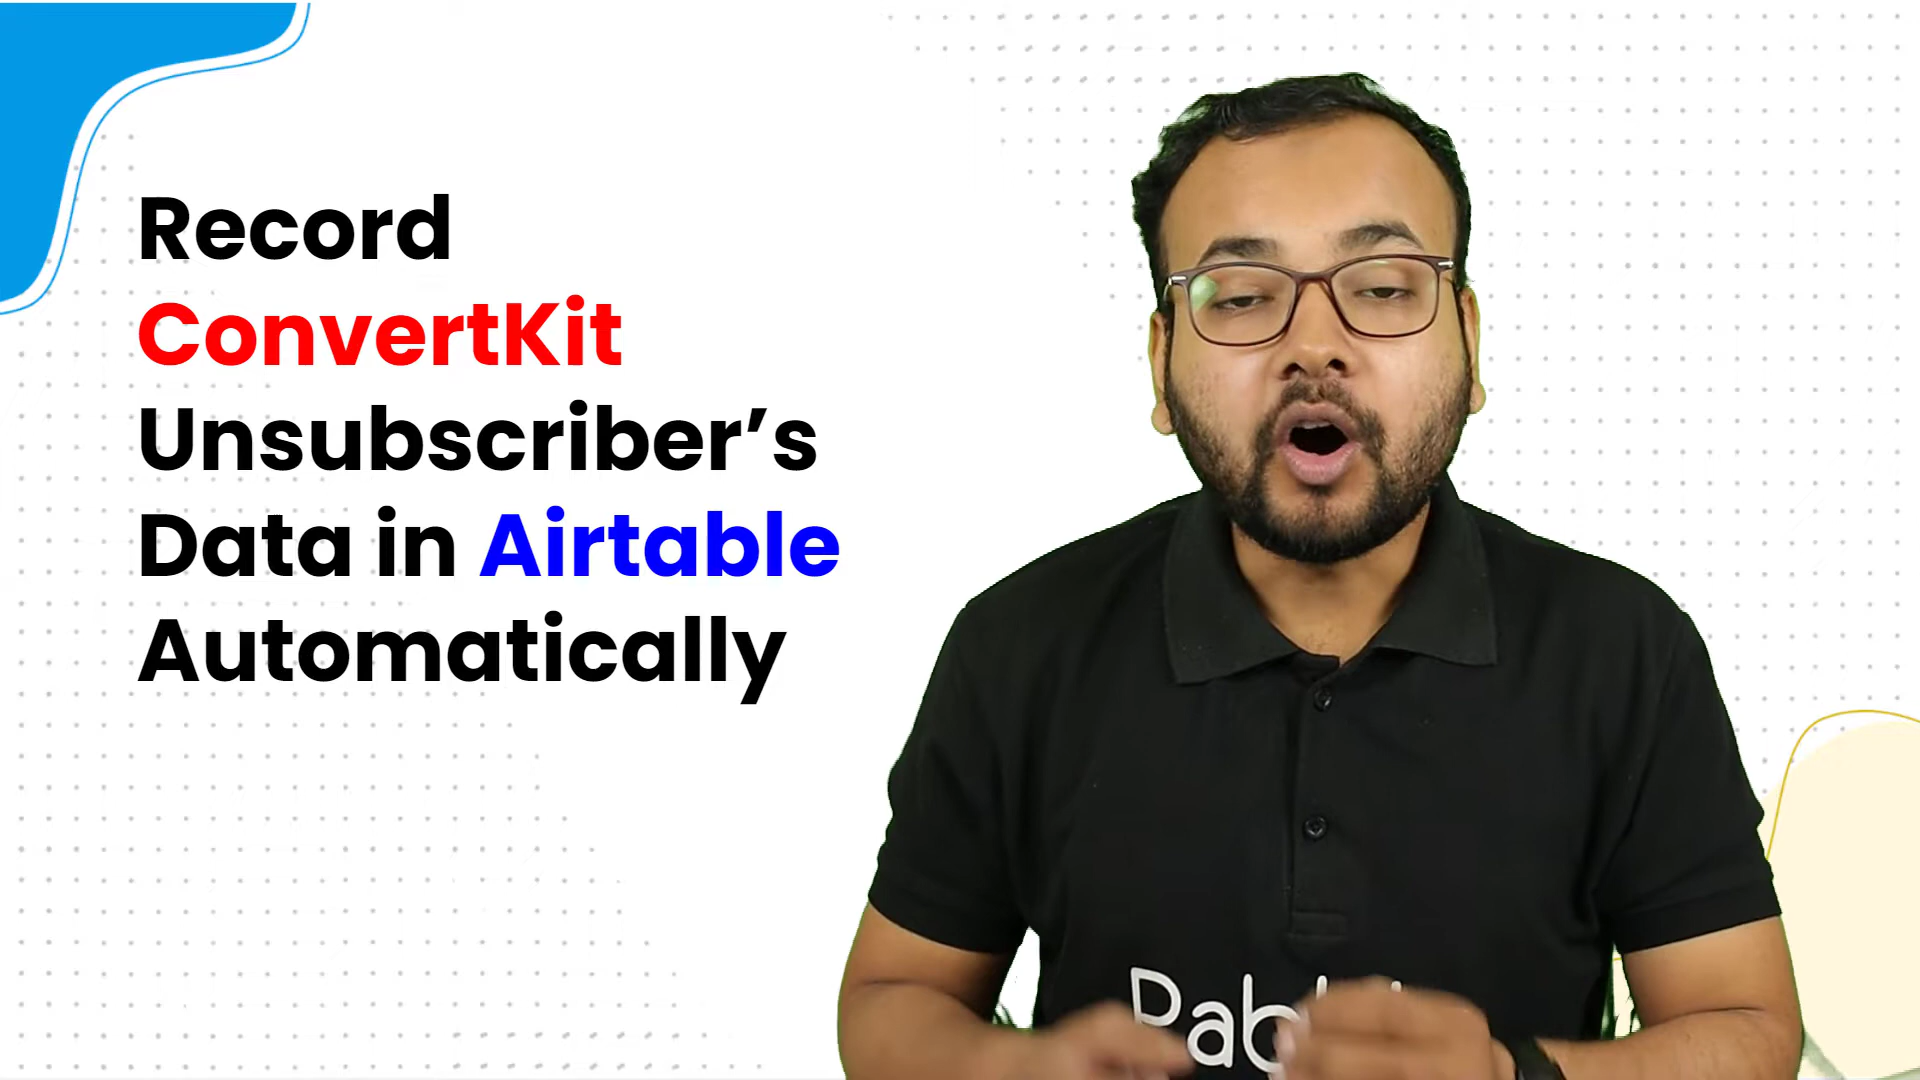 Record
ConvertKit
Unsubscriber’s
Data in Airtable
Automatically